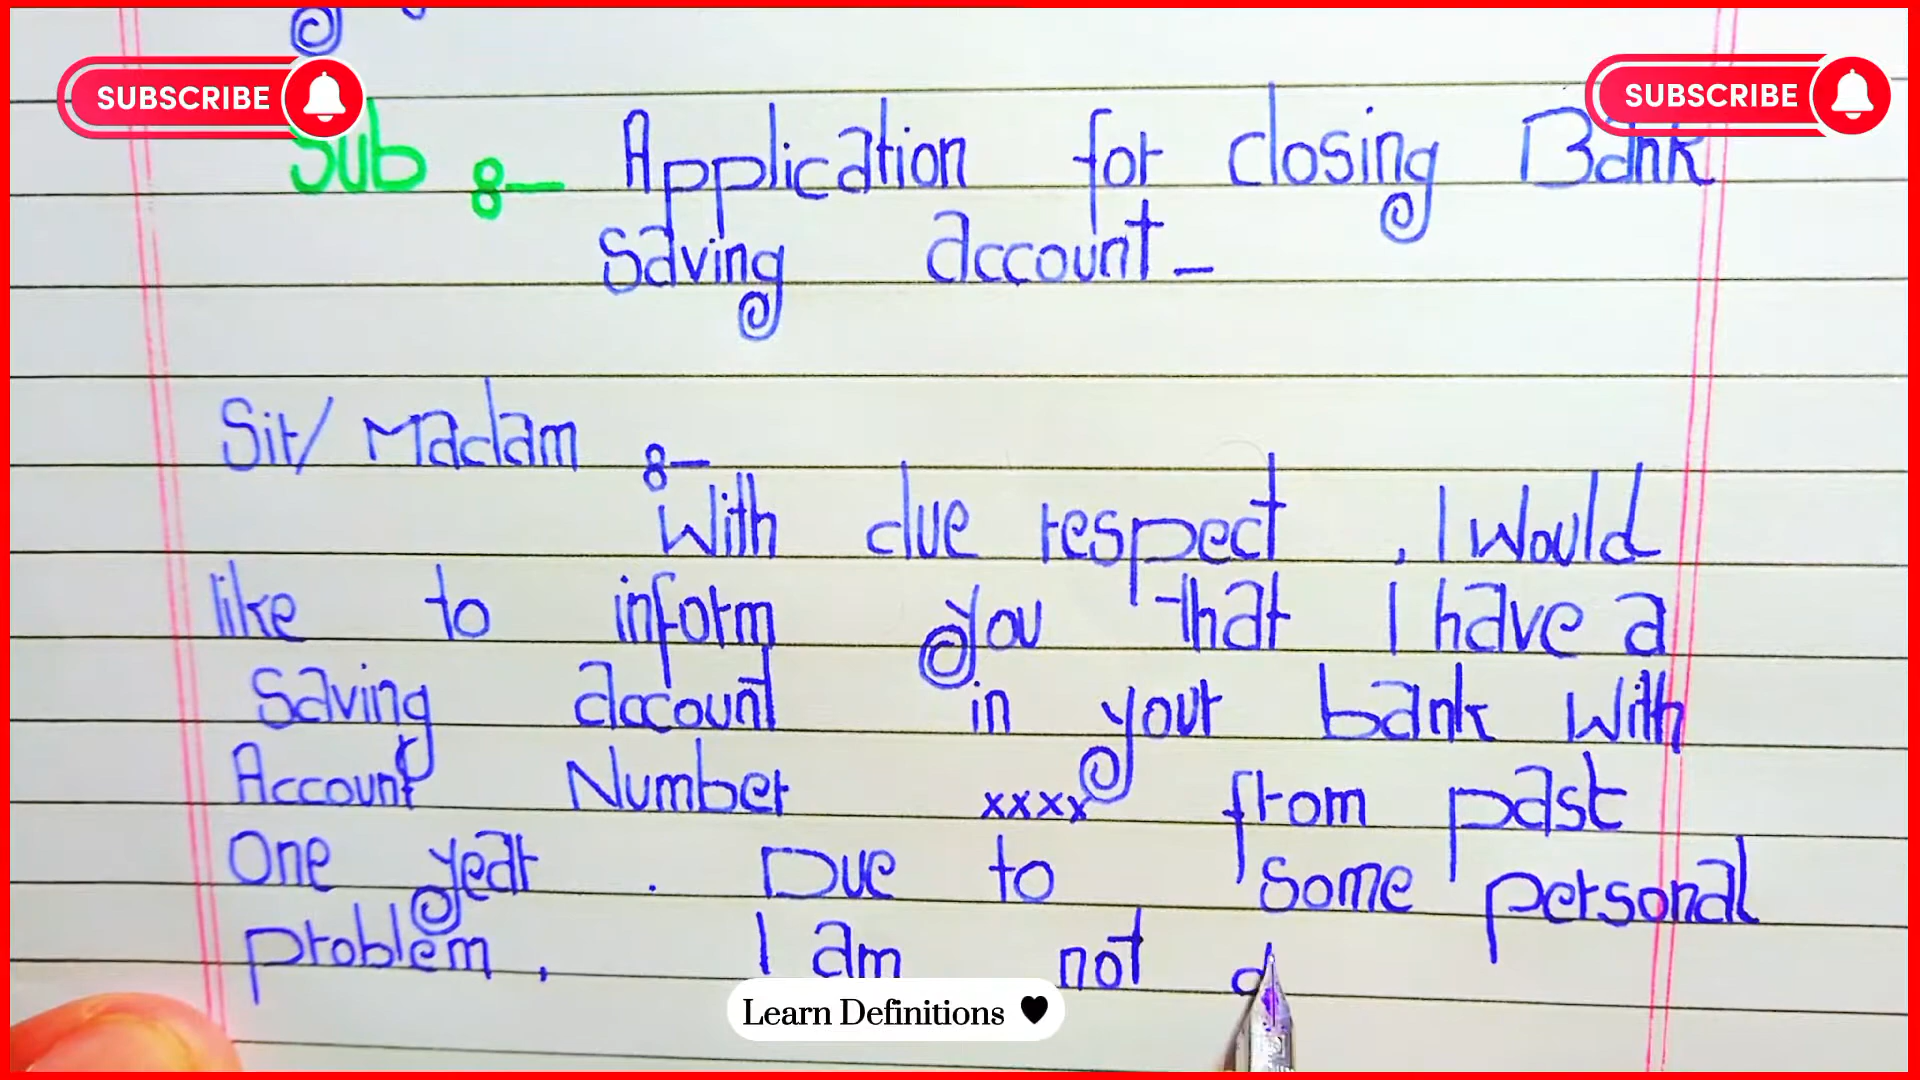 SUBSCRIBE
SUBSCRIBE
Sub :- Application for closing Bank
saving account -
Sir/ Madam :-
With due respect , I would
like to inform you that I have a
saving account in your bank with
Account Number xxxx from past
One year . Due to some personal
problem , I am not
Learn Definitions ♥